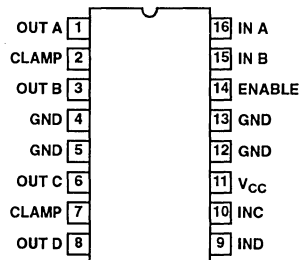 OUT A 1 16 IN A
CLAMP 2 15 IN B
OUT B 3 14 ENABLE
GND 4 13 GND
GND 5 12 GND
OUT C 6 11 VCC
CLAMP 7 10 INC
OUT D 8 9 IND